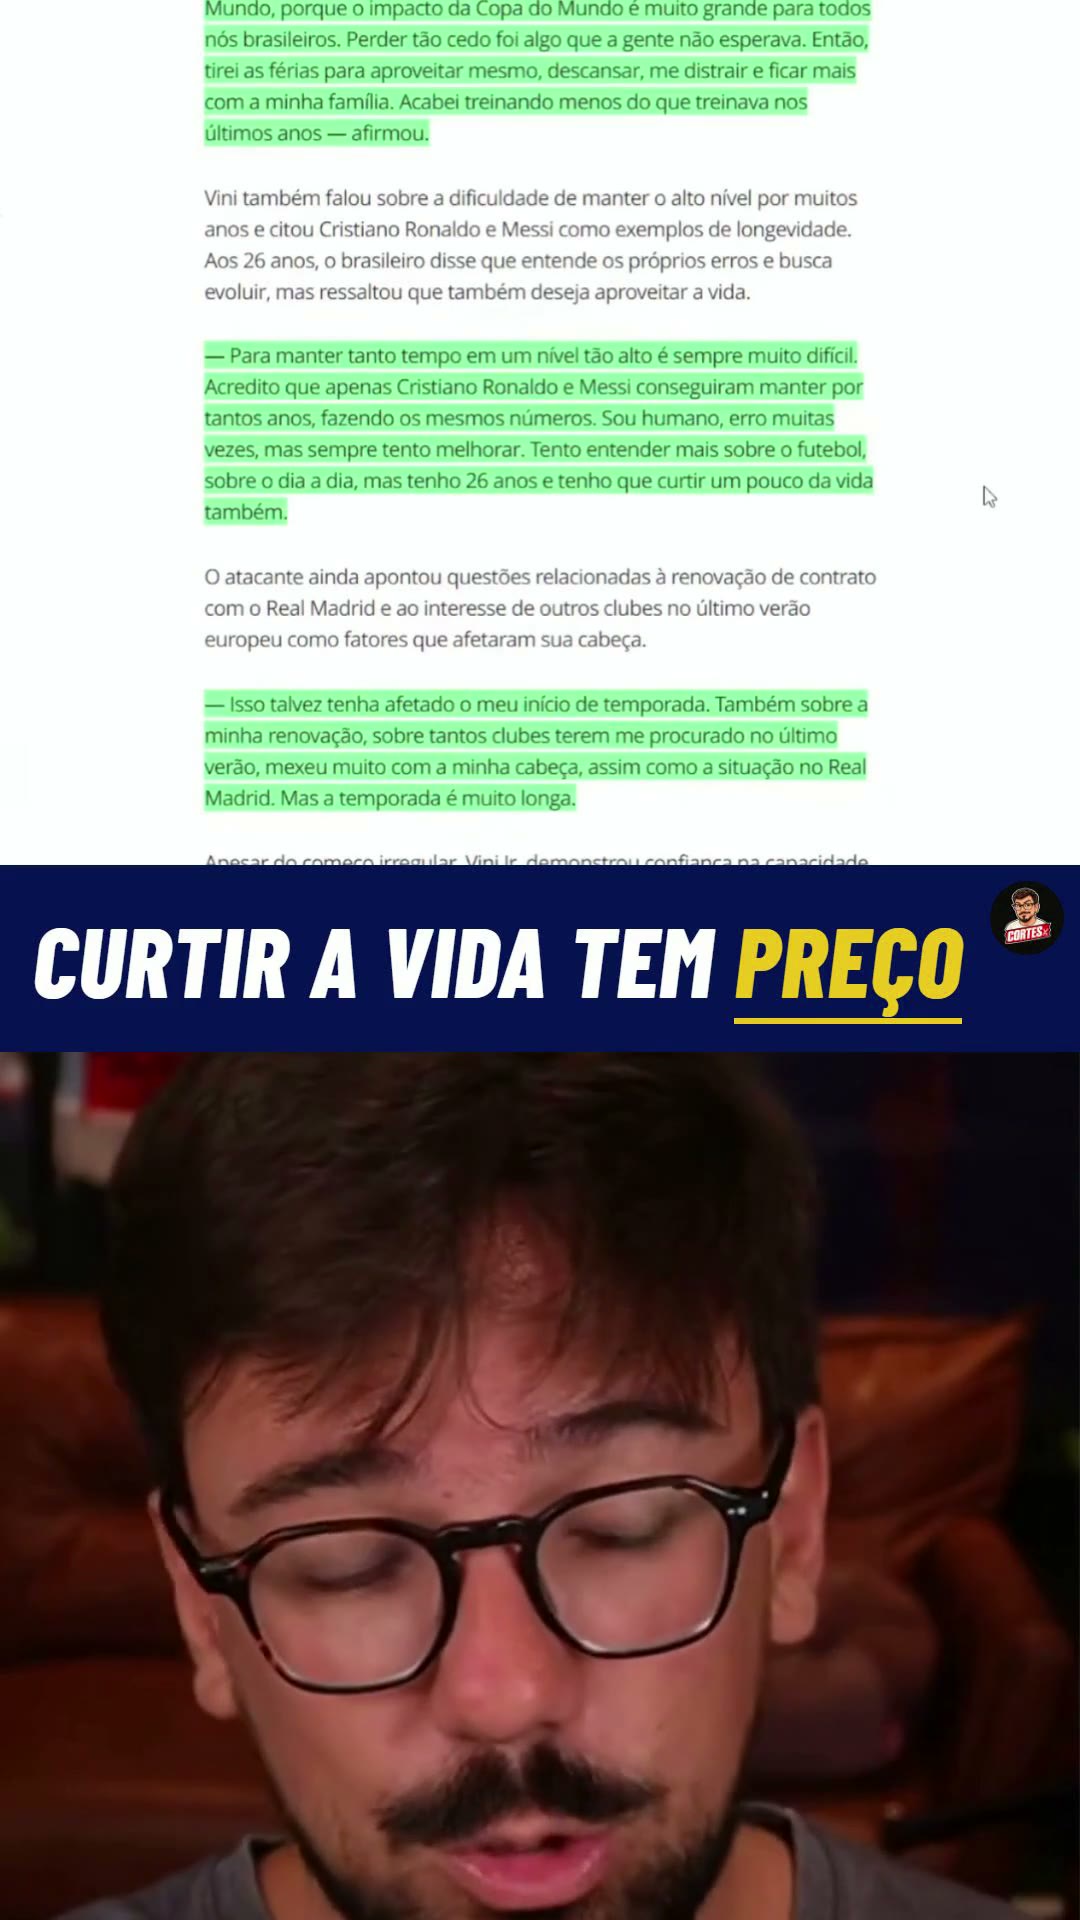 Mundo, porque o impacto da Copa do Mundo é muito grande para todos
nós brasileiros. Perder tão cedo foi algo que a gente não esperava. Então,
tirei as férias para aproveitar mesmo, descansar, me distrair e ficar mais
com a minha família. Acabei treinando menos do que treinava nos
últimos anos — afirmou.
Vini também falou sobre a dificuldade de manter o alto nível por muitos
anos e citou Cristiano Ronaldo e Messi como exemplos de longevidade.
Aos 26 anos, o brasileiro disse que entende os próprios erros e busca
evoluir, mas ressaltou que também deseja aproveitar a vida.
— Para manter tanto tempo em um nível tão alto é sempre muito difícil.
Acredito que apenas Cristiano Ronaldo e Messi conseguiram manter por
tantos anos, fazendo os mesmos números. Sou humano, erro muitas
vezes, mas sempre tento melhorar. Tento entender mais sobre o futebol,
sobre o dia a dia, mas tenho 26 anos e tenho que curtir um pouco da vida
também.
O atacante ainda apontou questões relacionadas à renovação de contrato
com o Real Madrid e ao interesse de outros clubes no último verão
europeu como fatores que afetaram sua cabeça.
— Isso talvez tenha afetado o meu início de temporada. Também sobre a
minha renovação, sobre tantos clubes terem me procurado no último
verão, mexeu muito com a minha cabeça, assim como a situação no Real
Madrid. Mas a temporada é muito longa.
Apesar do começo irregular, Vini Jr. demonstrou confiança na capacidade
CURTIR A VIDA TEM PREÇO
CORTES